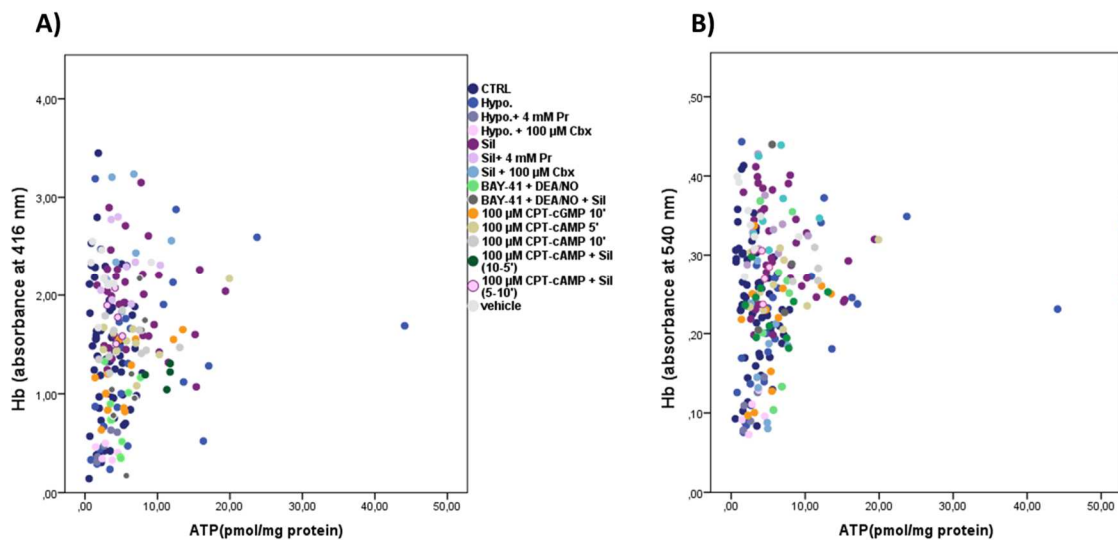 A)
Hb (absorbance at 416 nm)
4,00
3,00
2,00
1,00
,00
,00 10,00 20,00 30,00 40,00 50,00
ATP(pmol/mg protein)
CTRL
Hypo.
Hypo.+ 4 mM Pr
Hypo. + 100 µM Cbx
Sil
Sil+ 4 mM Pr
Sil + 100 µM Cbx
BAY-41 + DEA/NO
BAY-41 + DEA/NO + Sil
100 µM CPT-cGMP 10'
100 µM CPT-cAMP 5'
100 µM CPT-cAMP 10'
100 µM CPT-cAMP + Sil
(10-5')
100 µM CPT-cAMP + Sil
(5-10')
vehicle
B)
Hb (absorbance at 540 nm)
,50
,40
,30
,20
,10
,00
,00 10,00 20,00 30,00 40,00 50,00
ATP(pmol/mg protein)